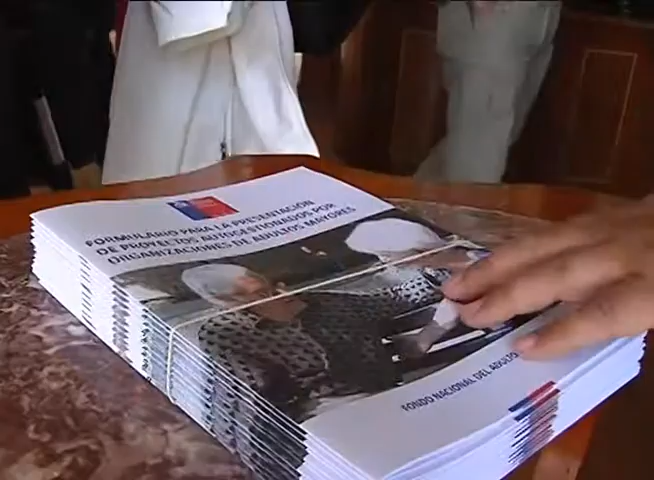 FORMULARIO PARA LA PRESENTACIÓN
DE PROYECTOS AUTOGESTIONADOS POR
ORGANIZACIONES DE ADULTOS MAYORES
FONDO NACIONAL DEL ADULTO